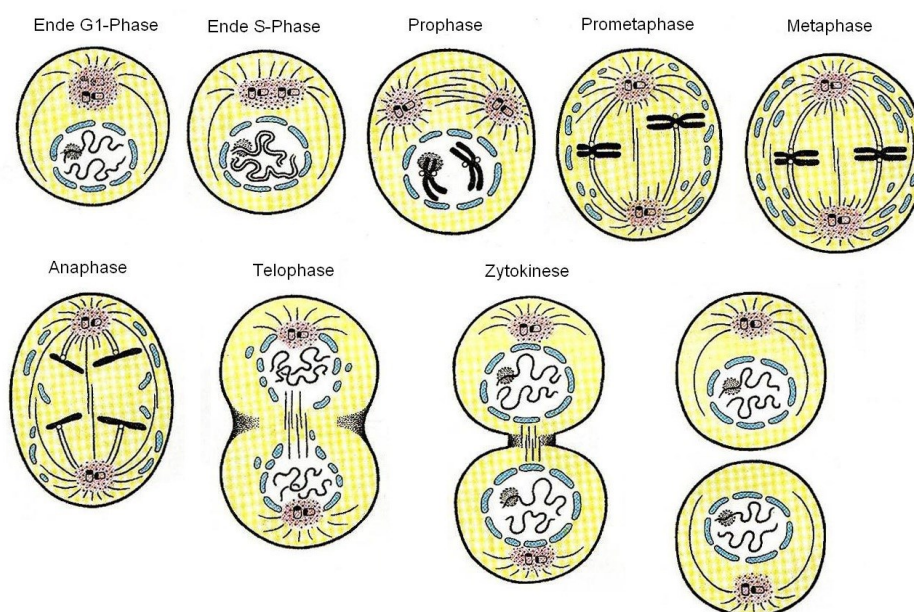 Ende G1-Phase
Ende S-Phase
Prophase
Prometaphase
Metaphase
Anaphase
Telophase
Zytokinese